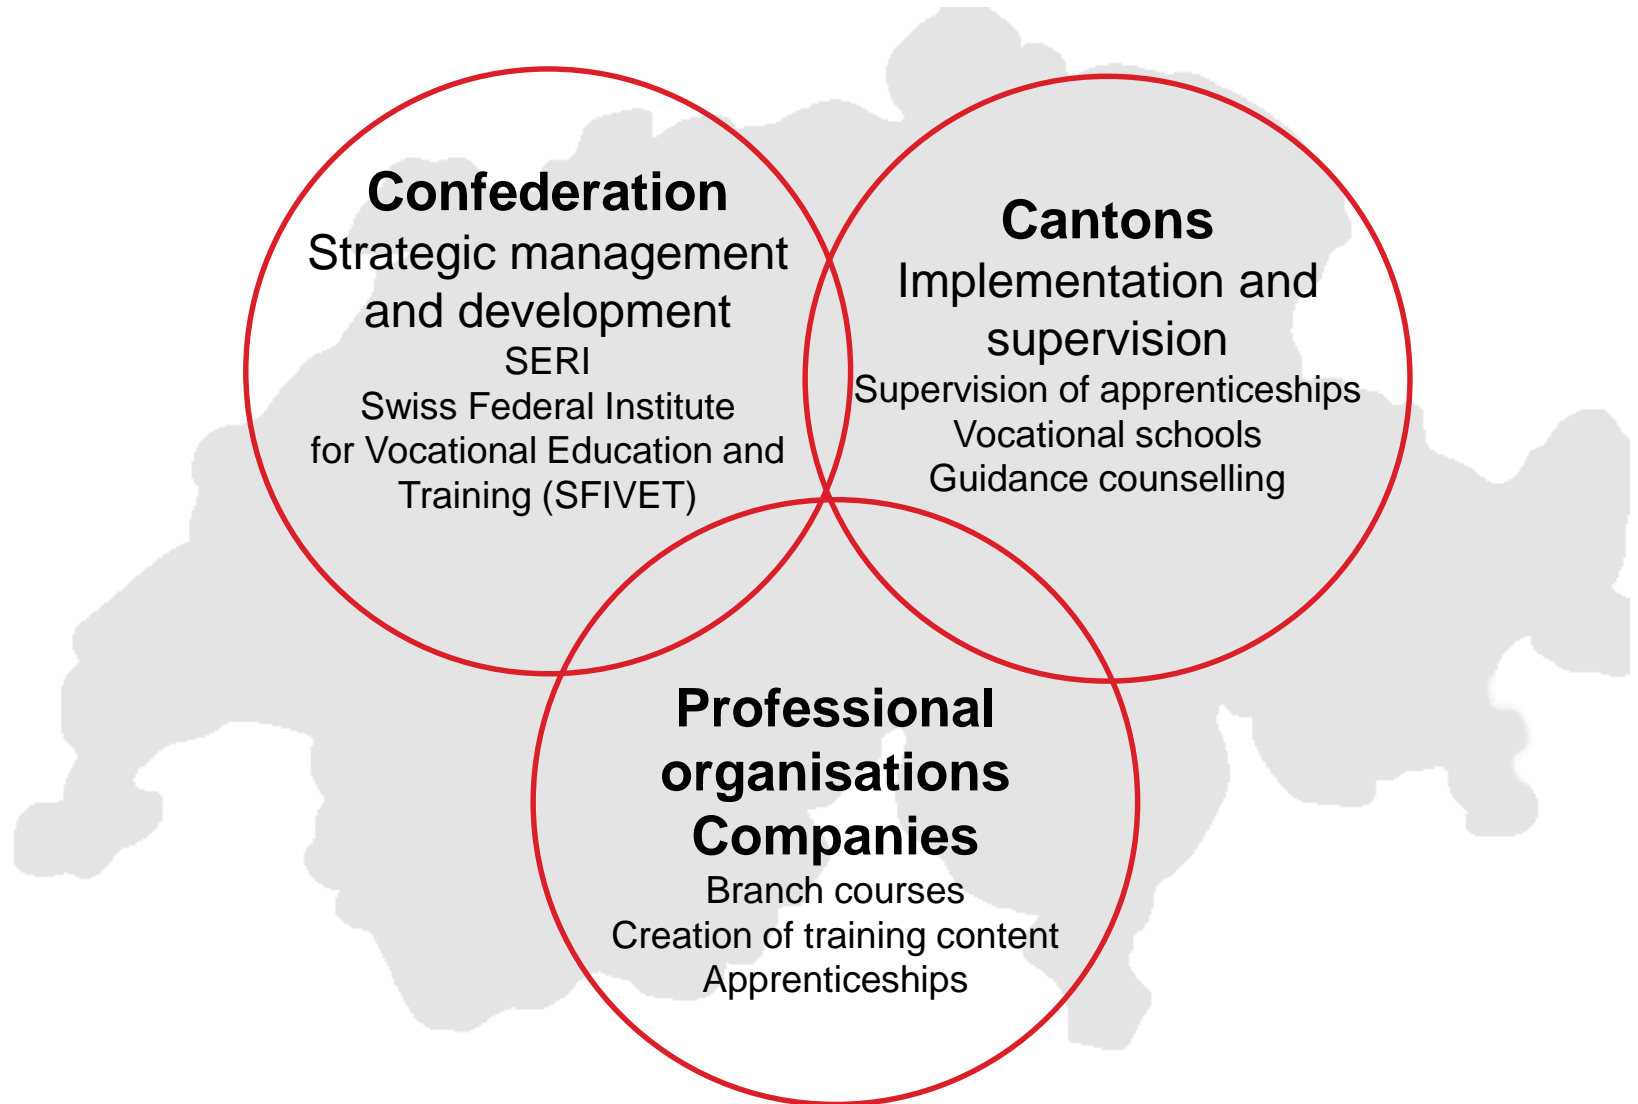 Confederation
Strategic management
and development
SERI
Swiss Federal Institute
for Vocational Education and
Training (SFIVET)
Cantons
Implementation and
supervision
Supervision of apprenticeships
Vocational schools
Guidance counselling
Professional
organisations
Companies
Branch courses
Creation of training content
Apprenticeships